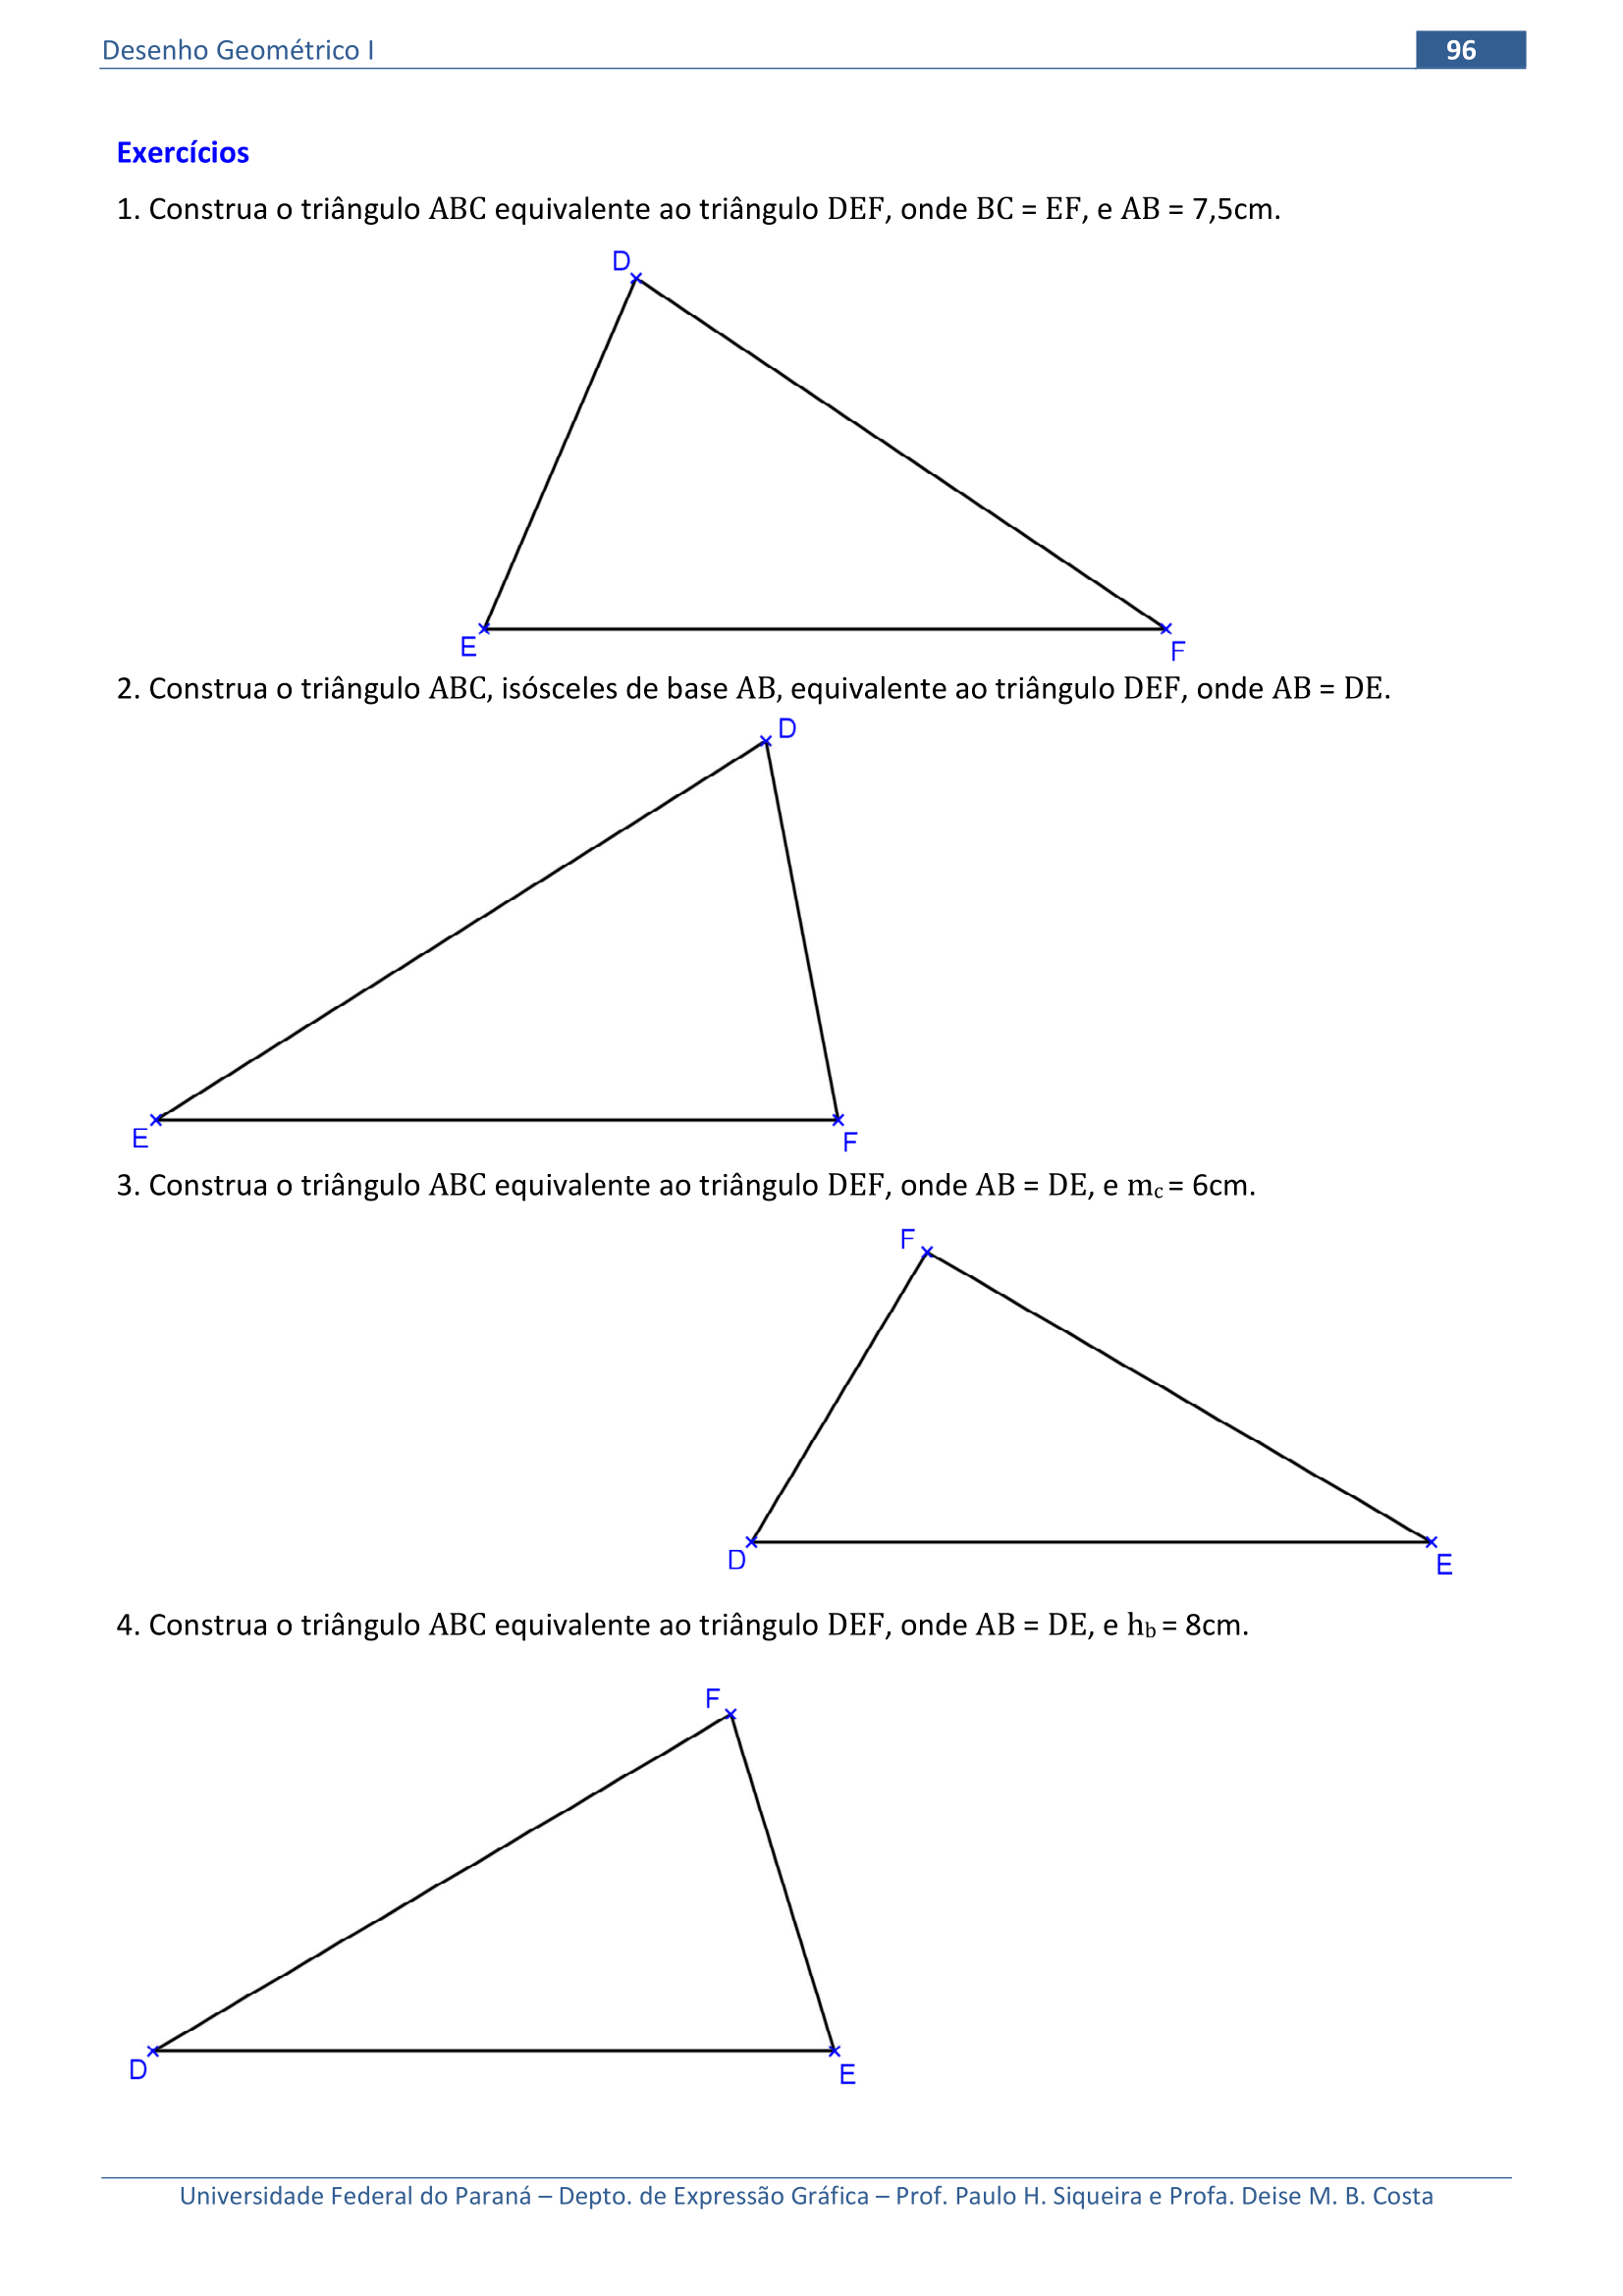 Desenho Geométrico I 96
Exercícios
1. Construa o triângulo ABC equivalente ao triângulo DEF, onde BC = EF, e AB = 7,5cm.
D
E
F
2. Construa o triângulo ABC, isósceles de base AB, equivalente ao triângulo DEF, onde AB = DE.
D
E
F
3. Construa o triângulo ABC equivalente ao triângulo DEF, onde AB = DE, e mc = 6cm.
F
D
E
4. Construa o triângulo ABC equivalente ao triângulo DEF, onde AB = DE, e hb = 8cm.
F
D
E
Universidade Federal do Paraná – Depto. de Expressão Gráfica – Prof. Paulo H. Siqueira e Profa. Deise M. B. Costa